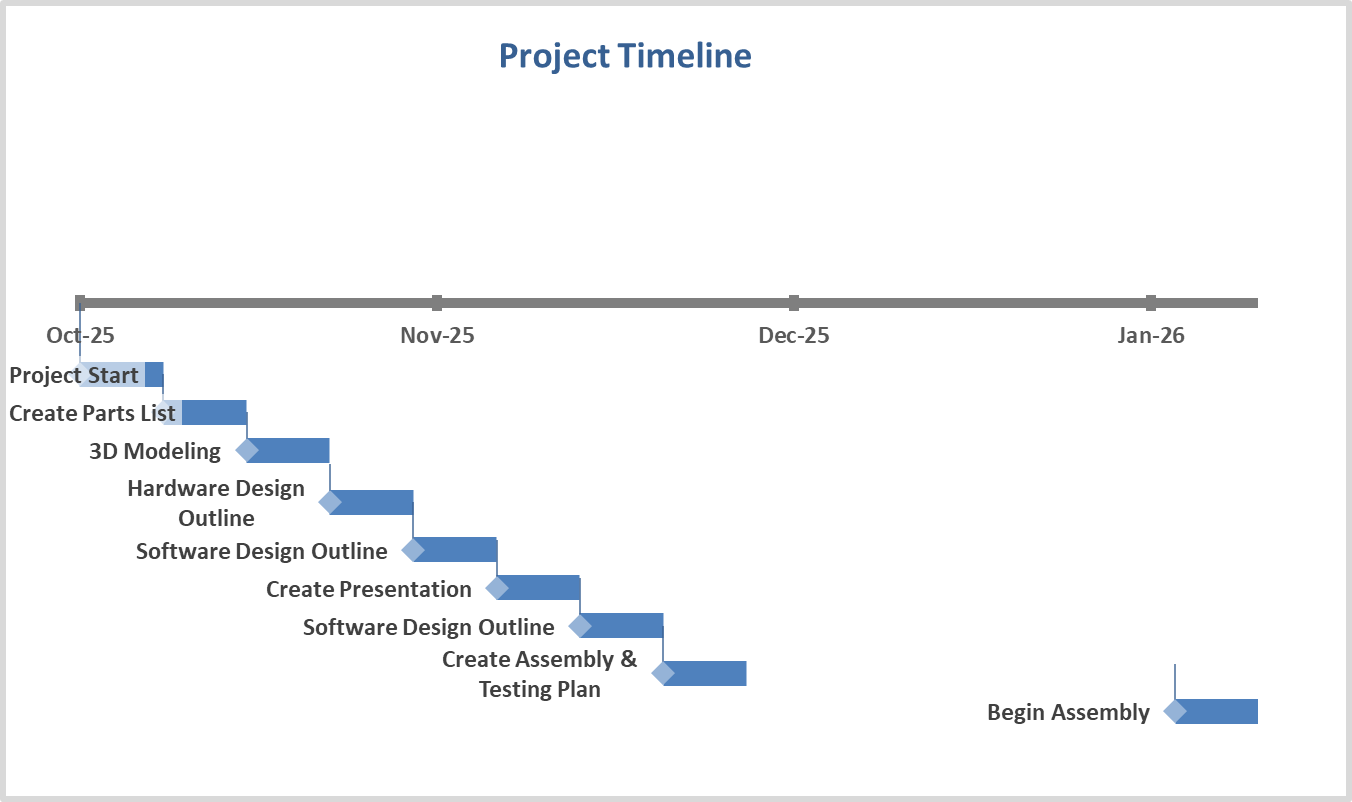 Project Timeline
Oct-25
Nov-25
Dec-25
Jan-26
Project Start
Create Parts List
3D Modeling
Hardware Design
Outline
Software Design Outline
Create Presentation
Software Design Outline
Create Assembly &
Testing Plan
Begin Assembly